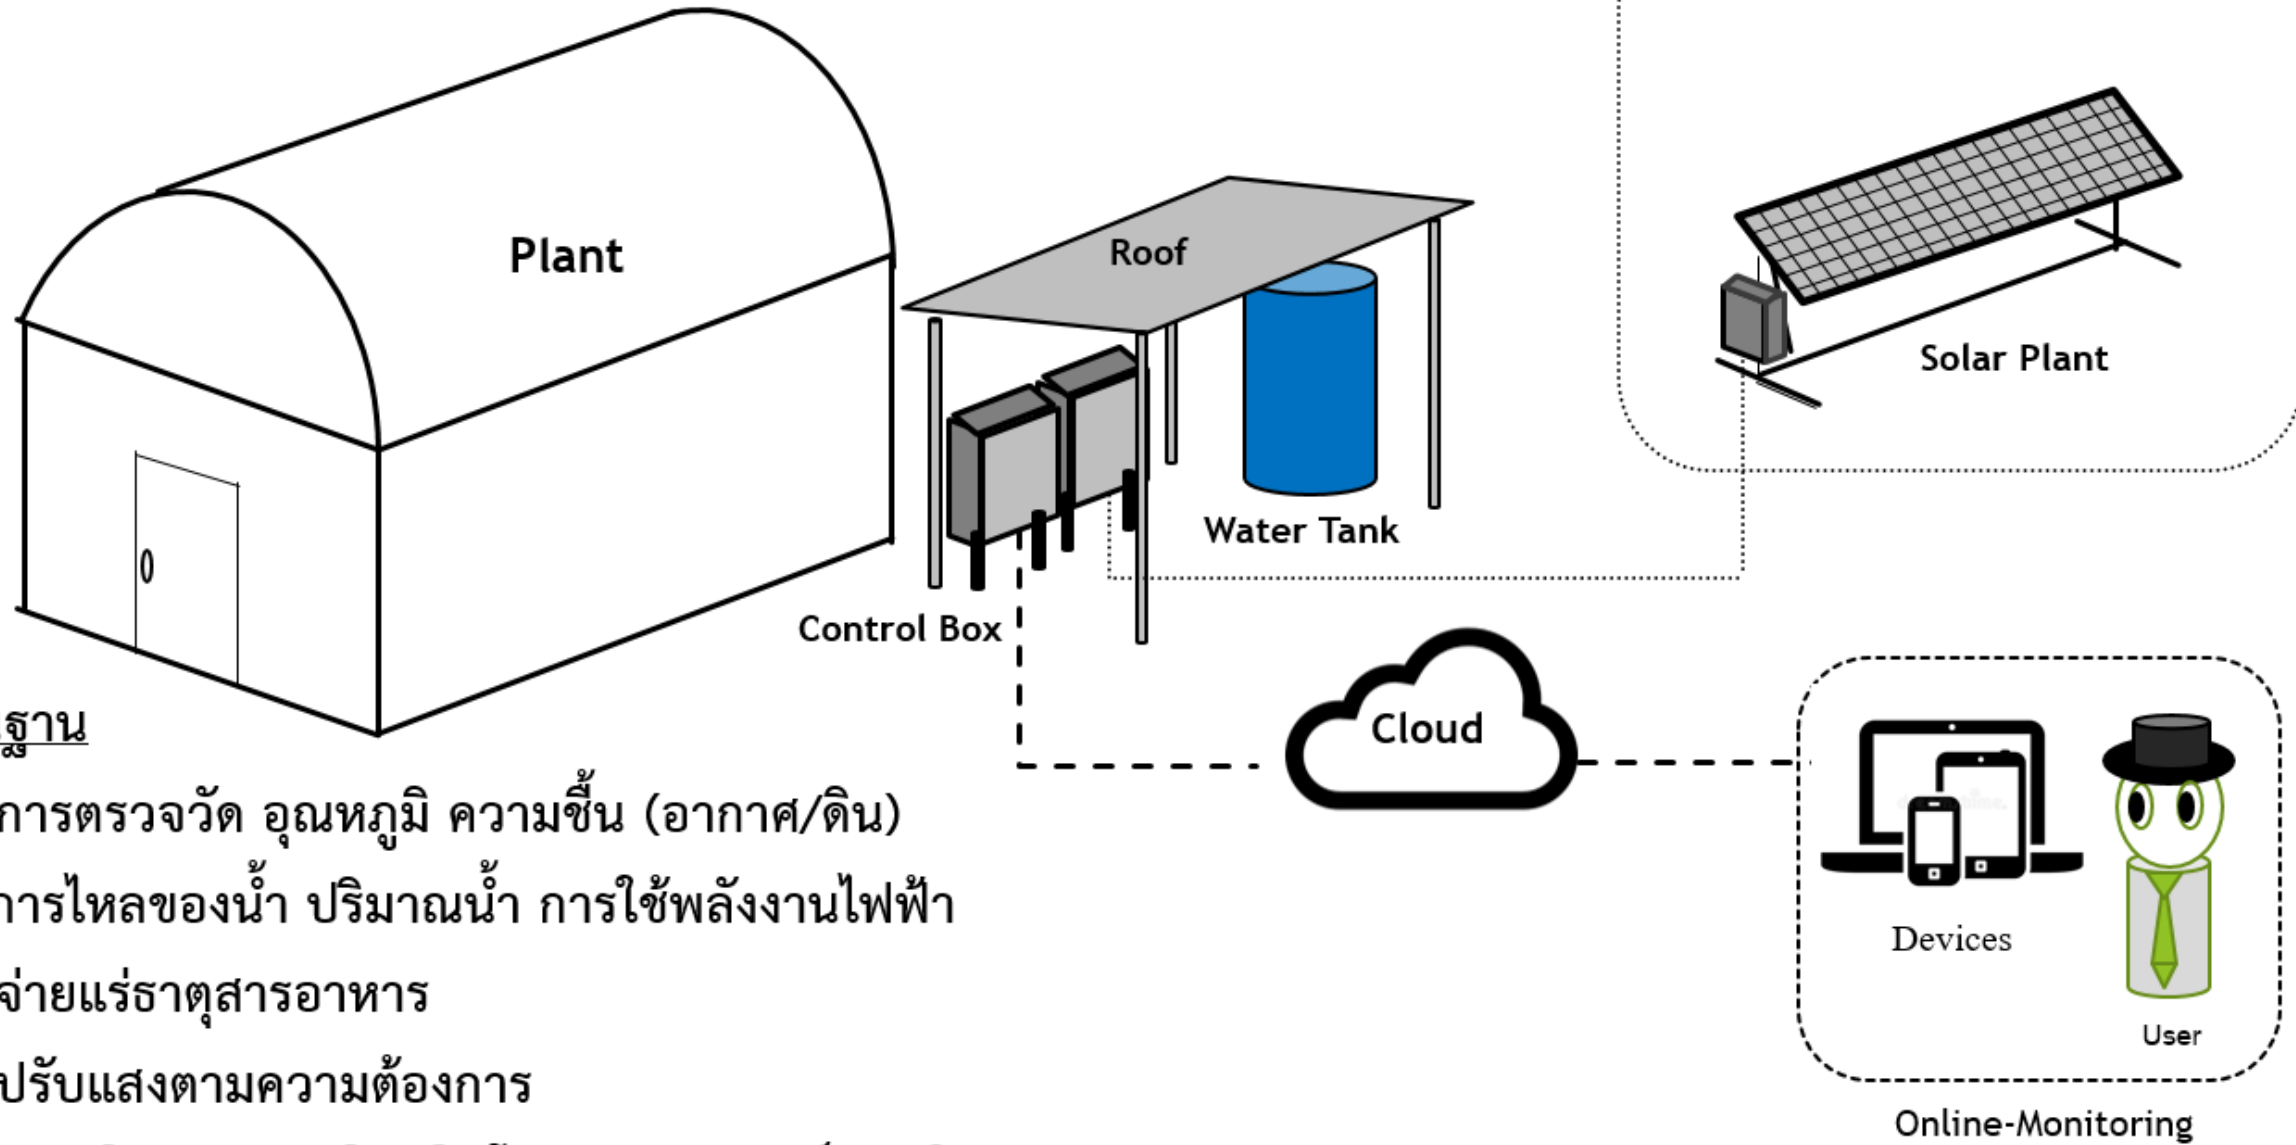 Plant
Roof
Solar Plant
Water Tank
Control Box
Cloud
ฐาน
การตรวจวัด อุณหภูมิ ความชื้น (อากาศ/ดิน)
การไหลของน้ำ ปริมาณน้ำ การใช้พลังงานไฟฟ้า
จ่ายแร่ธาตุสารอาหาร
ปรับแสงตามความต้องการ
Devices
User
Online-Monitoring